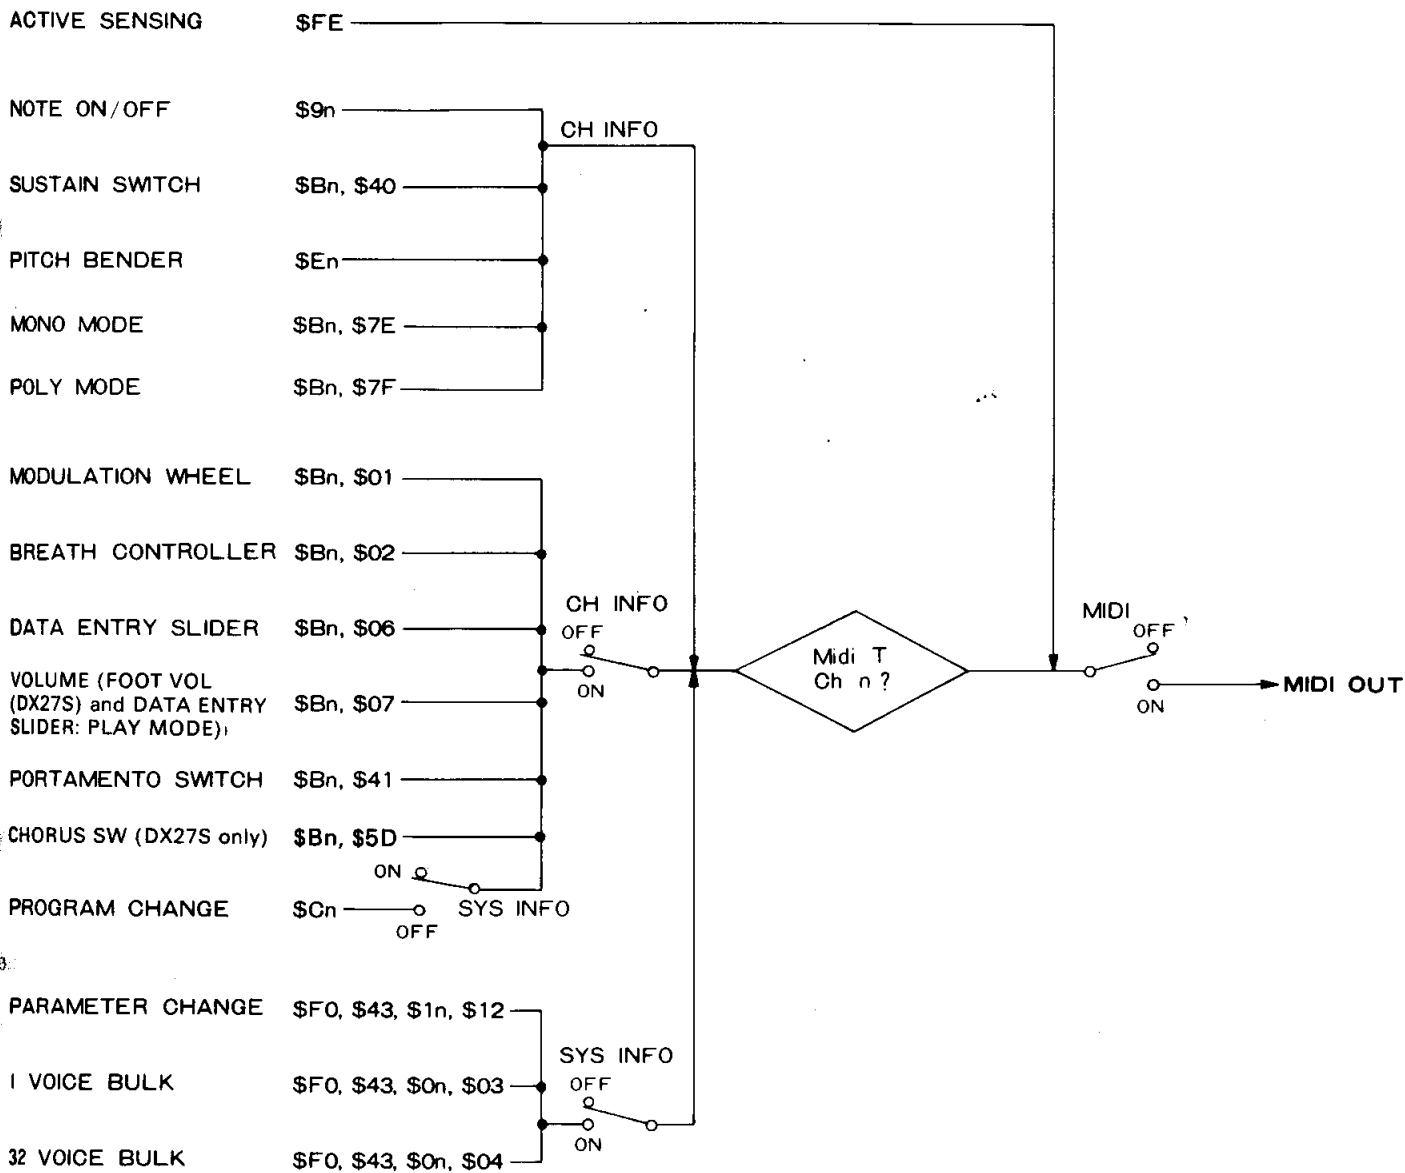 ACTIVE SENSING $FE
NOTE ON/OFF $9n
CH INFO
SUSTAIN SWITCH $Bn, $40
PITCH BENDER $En
MONO MODE $Bn, $7E
POLY MODE $Bn, $7F
MODULATION WHEEL $Bn, $01
BREATH CONTROLLER $Bn, $02
CH INFO
DATA ENTRY SLIDER $Bn, $06
OFF
ON
VOLUME (FOOT VOL
(DX27S) and DATA ENTRY
SLIDER: PLAY MODE)
$Bn, $07
Midi T
Ch n?
MIDI
OFF
ON
MIDI OUT
PORTAMENTO SWITCH $Bn, $41
CHORUS SW (DX27S only) $Bn, $5D
ON
PROGRAM CHANGE $Cn
SYS INFO
OFF
PARAMETER CHANGE $F0, $43, $1n, $12
SYS INFO
1 VOICE BULK $F0, $43, $0n, $03
OFF
ON
32 VOICE BULK $F0, $43, $0n, $04